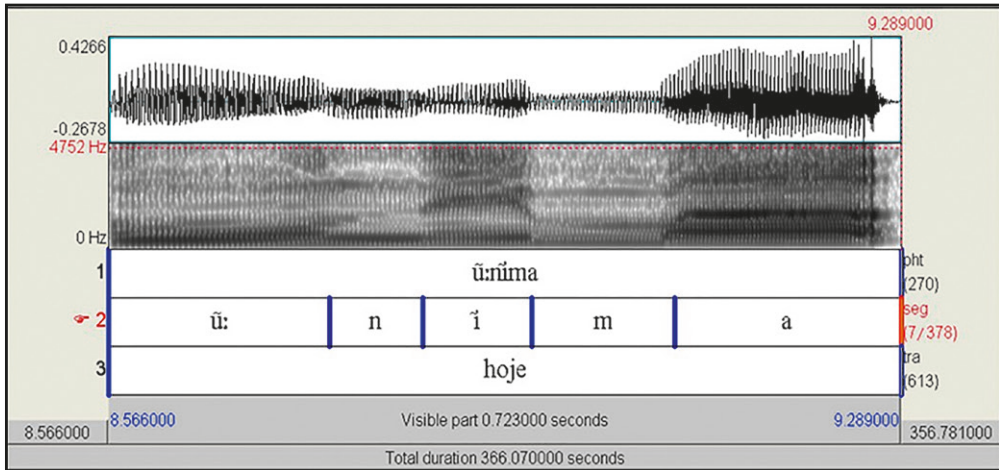 9.289000
0.4266
-0.2678
4752 Hz
0 Hz
1 ũ:nĩma pht (270)
☞ 2 ũ: n ĩ m a seg (7/378)
3 hoje tra (613)
8.566000 Visible part 0.723000 seconds 9.289000
8.566000 356.781000
Total duration 366.070000 seconds